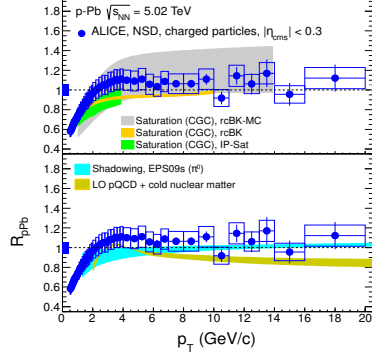 p-Pb √sNN = 5.02 TeV
ALICE, NSD, charged particles, |ηcms| < 0.3
1.8
1.6
1.4
1.2
1.0
0.8
0.6
0.4
Saturation (CGC), rcBK-MC
Saturation (CGC), rcBK
Saturation (CGC), IP-Sat
Shadowing, EPS09s (π⁰)
LO pQCD + cold nuclear matter
RpPb
1.8
1.6
1.4
1.2
1.0
0.8
0.6
0.4
0 2 4 6 8 10 12 14 16 18 20
pT (GeV/c)